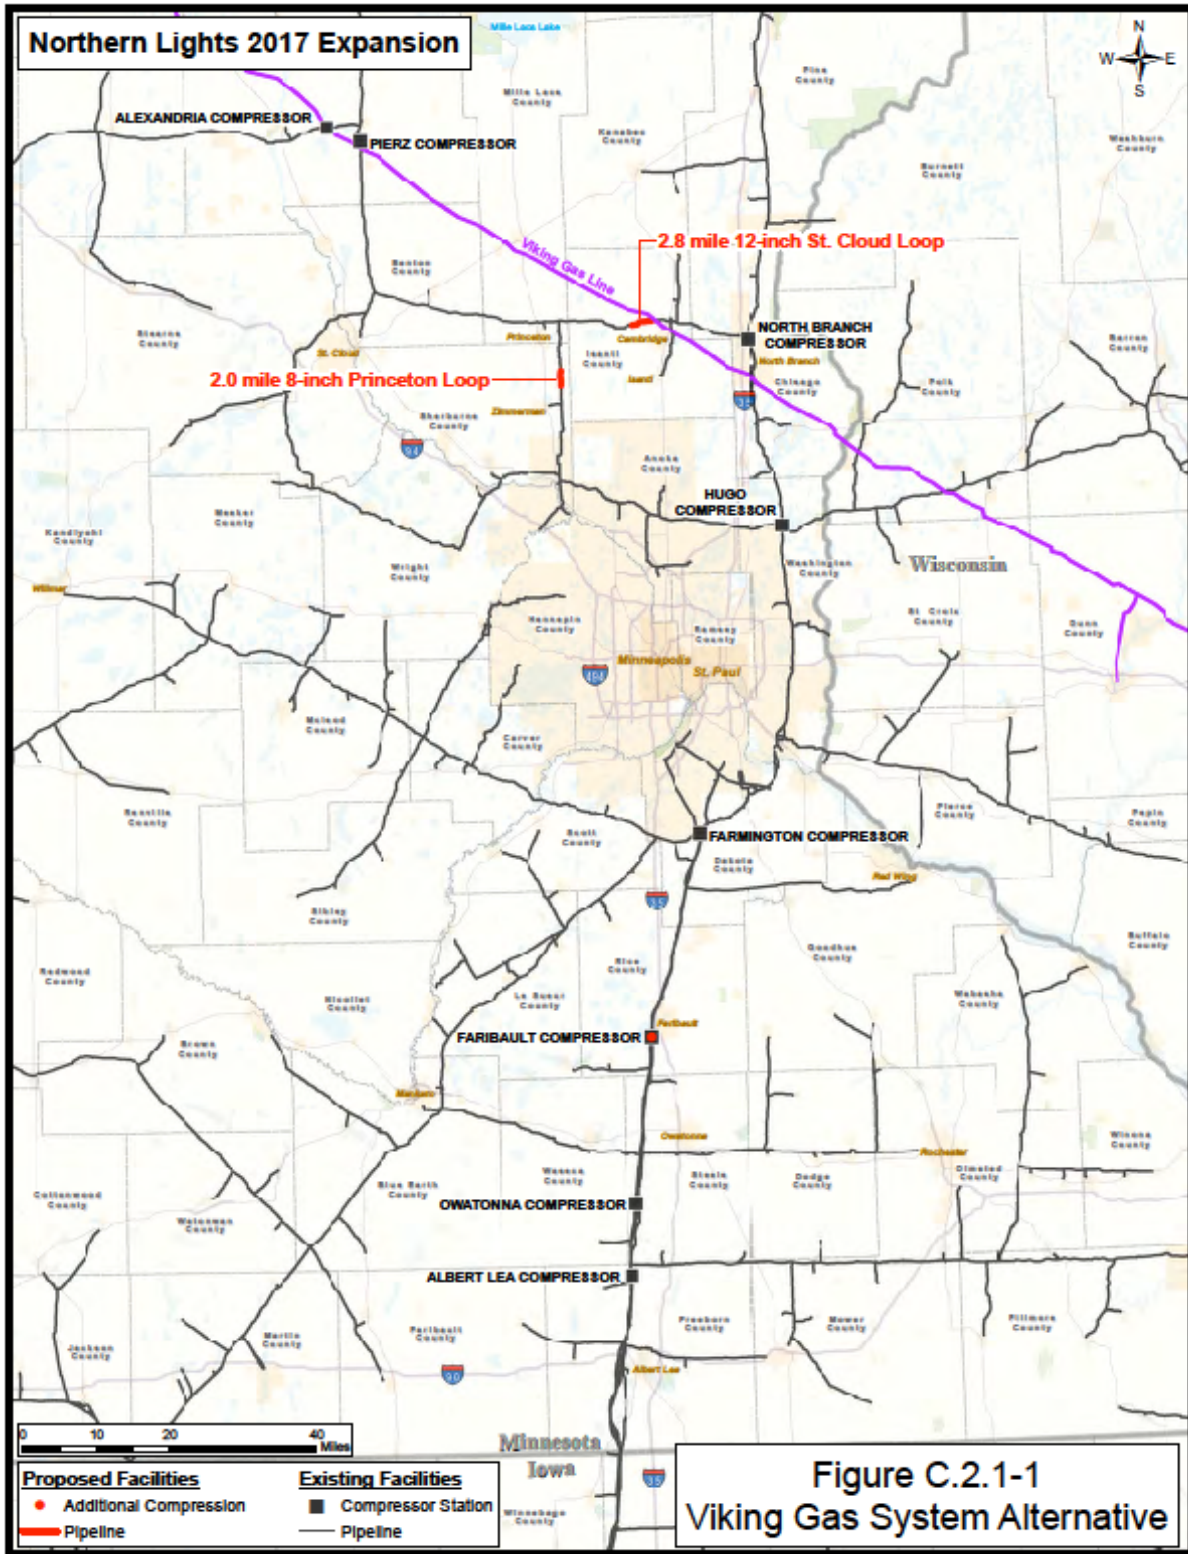 Northern Lights 2017 Expansion
Mille Lacs Lake
N
W E
S
Pine
County
Mille Lacs
County
ALEXANDRIA COMPRESSOR
PIERZ COMPRESSOR
Kanabec
County
Washburn
County
Burnett
County
2.8 mile 12-inch St. Cloud Loop
Viking Gas Line
Benton
County
Stearns
County
St. Cloud
Princeton
Cambridge
Isanti
County
Isanti
NORTH BRANCH
COMPRESSOR
North Branch
Chisago
County
Barron
County
Polk
County
2.0 mile 8-inch Princeton Loop
Zimmerman
Sherburne
County
94
35
Anoka
County
HUGO
COMPRESSOR
Meeker
County
Kandiyohi
County
Wright
County
Washington
County
Wisconsin
Willmar
Hennepin
County
Ramsey
County
St Croix
County
Dunn
County
Minneapolis
St. Paul
494
Mcleod
County
Carver
County
Renville
County
Scott
County
FARMINGTON COMPRESSOR
Dakota
County
Pierce
County
Pepin
County
Red Wing
35
Sibley
County
Goodhue
County
Buffalo
County
Redwood
County
Nicollet
County
Le Sueur
County
Rice
County
Wabasha
County
Faribault
FARIBAULT COMPRESSOR
Brown
County
Mankato
Owatonna
Rochester
Winona
County
Cottonwood
County
Watonwan
County
Blue Earth
County
Waseca
County
Steele
County
Dodge
County
Olmsted
County
OWATONNA COMPRESSOR
ALBERT LEA COMPRESSOR
Jackson
County
Martin
County
Faribault
County
Freeborn
County
Mower
County
Fillmore
County
90
Albert Lea
0 10 20 40
Miles
Minnesota
Iowa
35
Winnebago
County
Proposed Facilities
Additional Compression
Pipeline
Existing Facilities
Compressor Station
Pipeline
Figure C.2.1-1
Viking Gas System Alternative